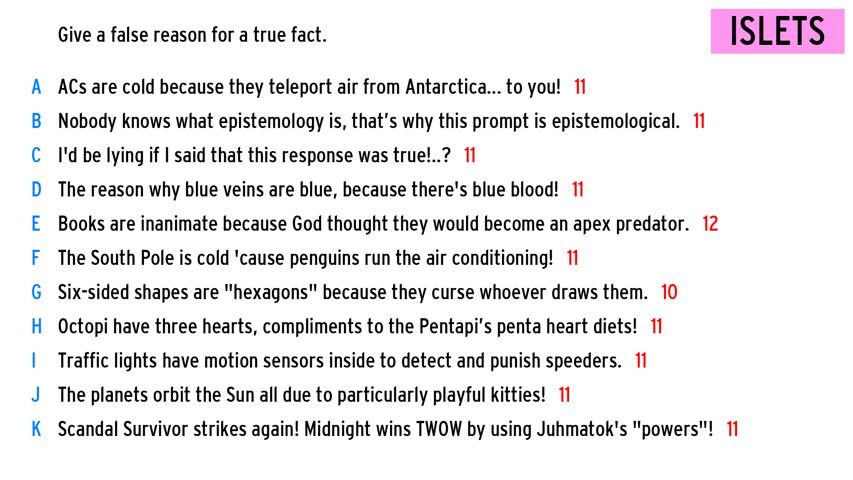 Give a false reason for a true fact.
ISLETS
A ACs are cold because they teleport air from Antarctica... to you! 11
B Nobody knows what epistemology is, that's why this prompt is epistemological. 11
C I'd be lying if I said that this response was true!..? 11
D The reason why blue veins are blue, because there's blue blood! 11
E Books are inanimate because God thought they would become an apex predator. 12
F The South Pole is cold 'cause penguins run the air conditioning! 11
G Six-sided shapes are "hexagons" because they curse whoever draws them. 10
H Octopi have three hearts, compliments to the Pentapi's penta heart diets! 11
I Traffic lights have motion sensors inside to detect and punish speeders. 11
J The planets orbit the Sun all due to particularly playful kitties! 11
K Scandal Survivor strikes again! Midnight wins TWOW by using Juhmatok's "powers"! 11